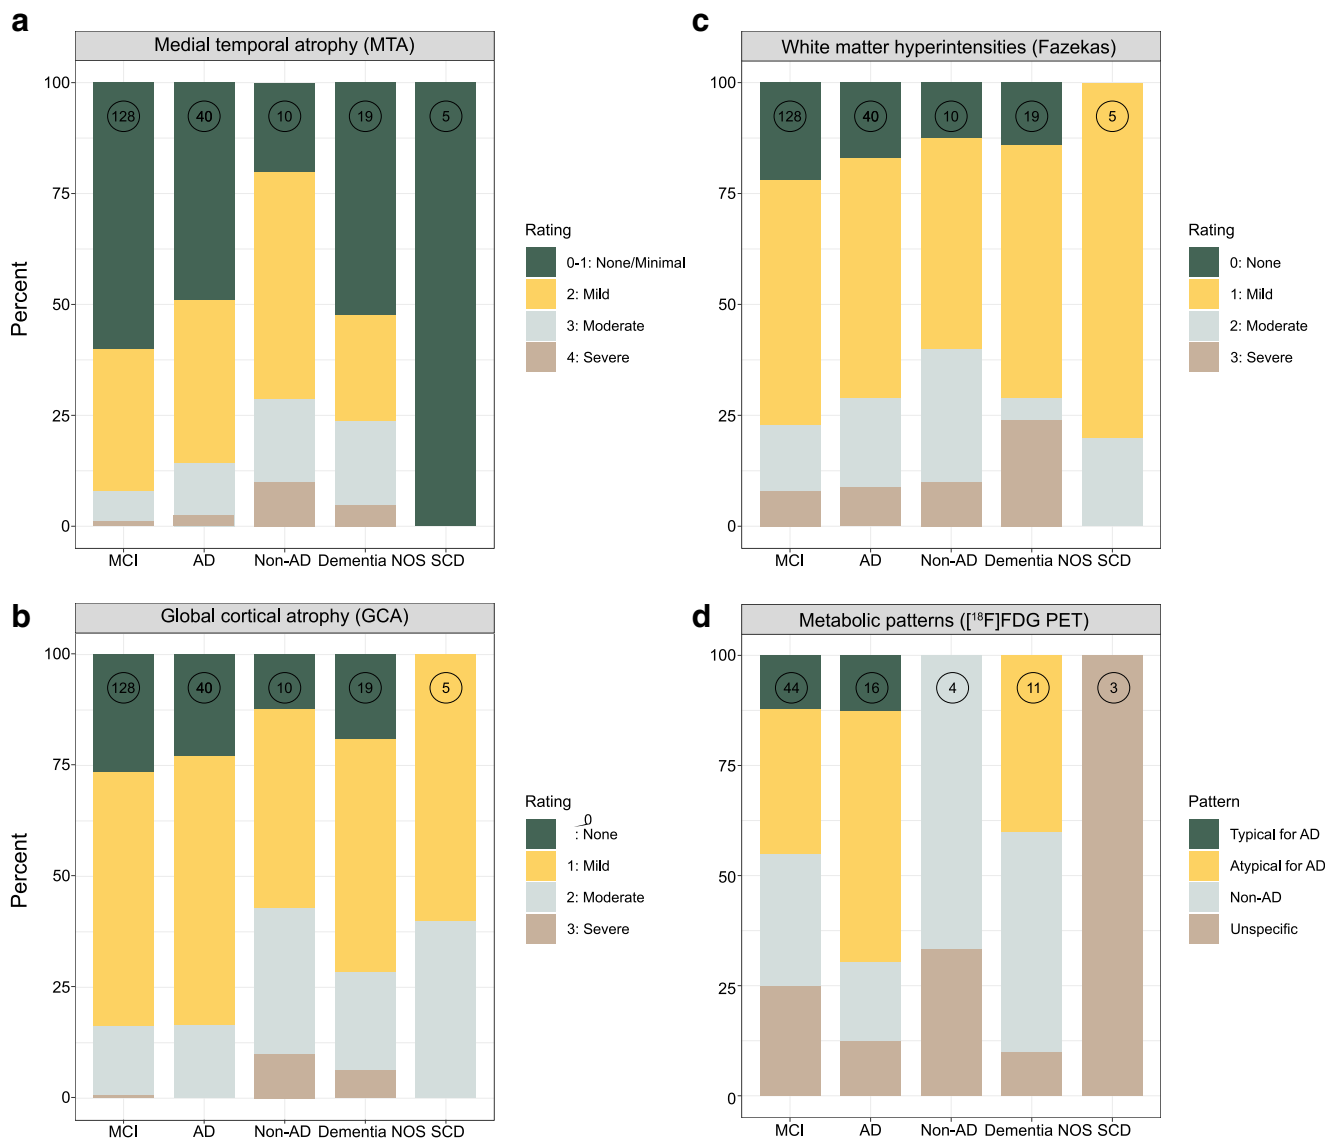 a
Medial temporal atrophy (MTA)
Percent
100
75
50
25
0
128
40
10
19
5
MCI
AD
Non-AD
Dementia NOS
SCD
Rating
0-1: None/Minimal
2: Mild
3: Moderate
4: Severe
c
White matter hyperintensities (Fazekas)
100
75
50
25
0
128
40
10
19
5
MCI
AD
Non-AD
Dementia NOS
SCD
Rating
0: None
1: Mild
2: Moderate
3: Severe
b
Global cortical atrophy (GCA)
Percent
100
75
50
25
0
128
40
10
19
5
MCI
AD
Non-AD
Dementia NOS
SCD
Rating
0
: None
1: Mild
2: Moderate
3: Severe
d
Metabolic patterns ([¹⁸F]FDG PET)
100
75
50
25
0
44
16
4
11
3
MCI
AD
Non-AD
Dementia NOS
SCD
Pattern
Typical for AD
Atypical for AD
Non-AD
Unspecific